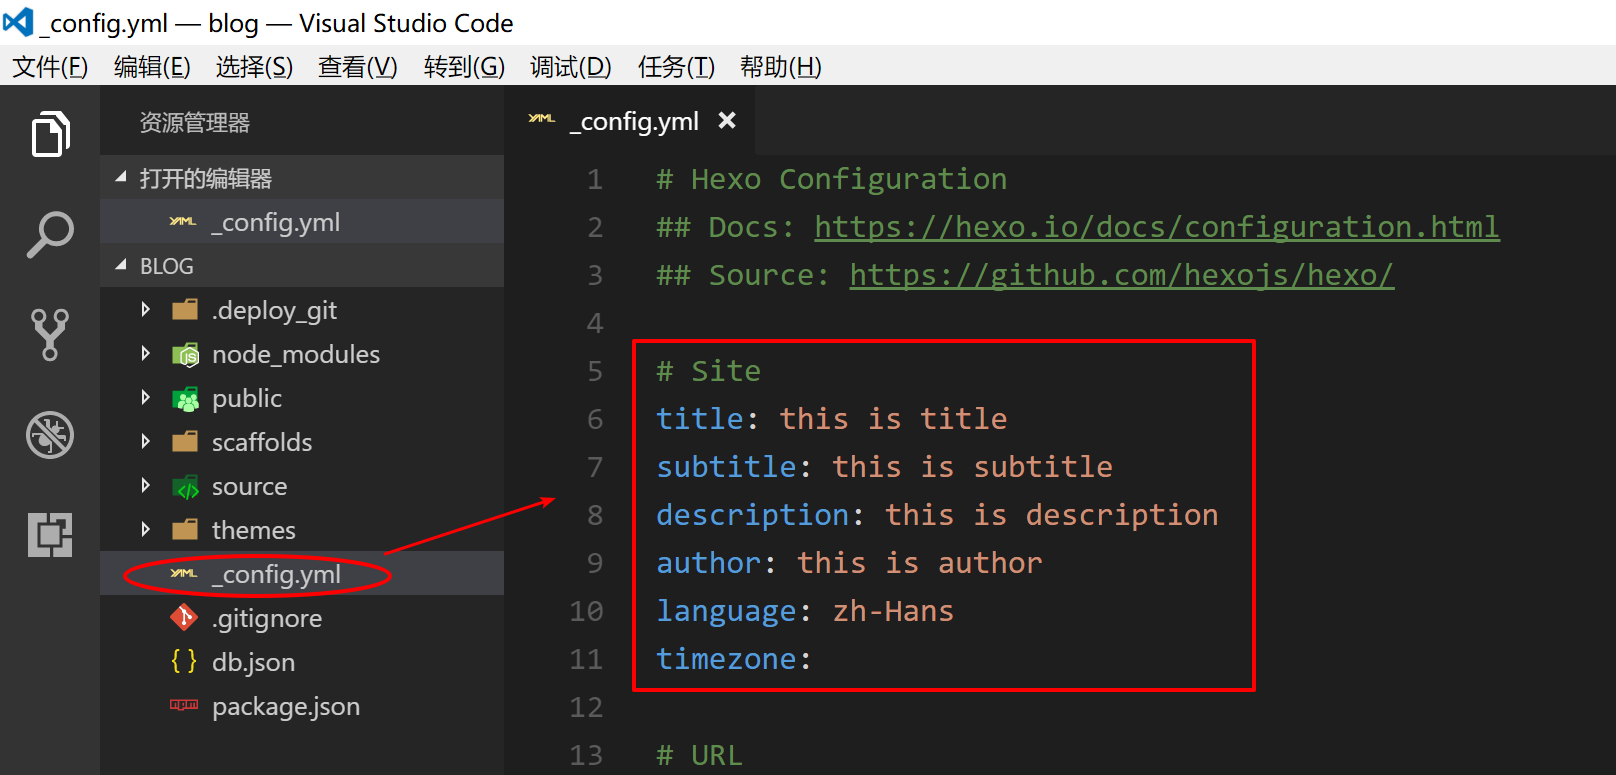 _config.yml — blog — Visual Studio Code
文件(F) 编辑(E) 选择(S) 查看(V) 转到(G) 调试(D) 任务(T) 帮助(H)
资源管理器
打开的编辑器
YAML _config.yml
BLOG
.deploy_git
JS node_modules
public
scaffolds
</> source
themes
YAML _config.yml
.gitignore
{ } db.json
npm package.json
YAML _config.yml ×
1 # Hexo Configuration
2 ## Docs: https://hexo.io/docs/configuration.html
3 ## Source: https://github.com/hexojs/hexo/
4
5 # Site
6 title: this is title
7 subtitle: this is subtitle
8 description: this is description
9 author: this is author
10 language: zh-Hans
11 timezone:
12
13 # URL